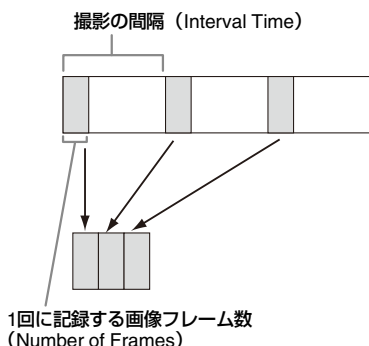 撮影の間隔（Interval Time）
1回に記録する画像フレーム数
（Number of Frames）